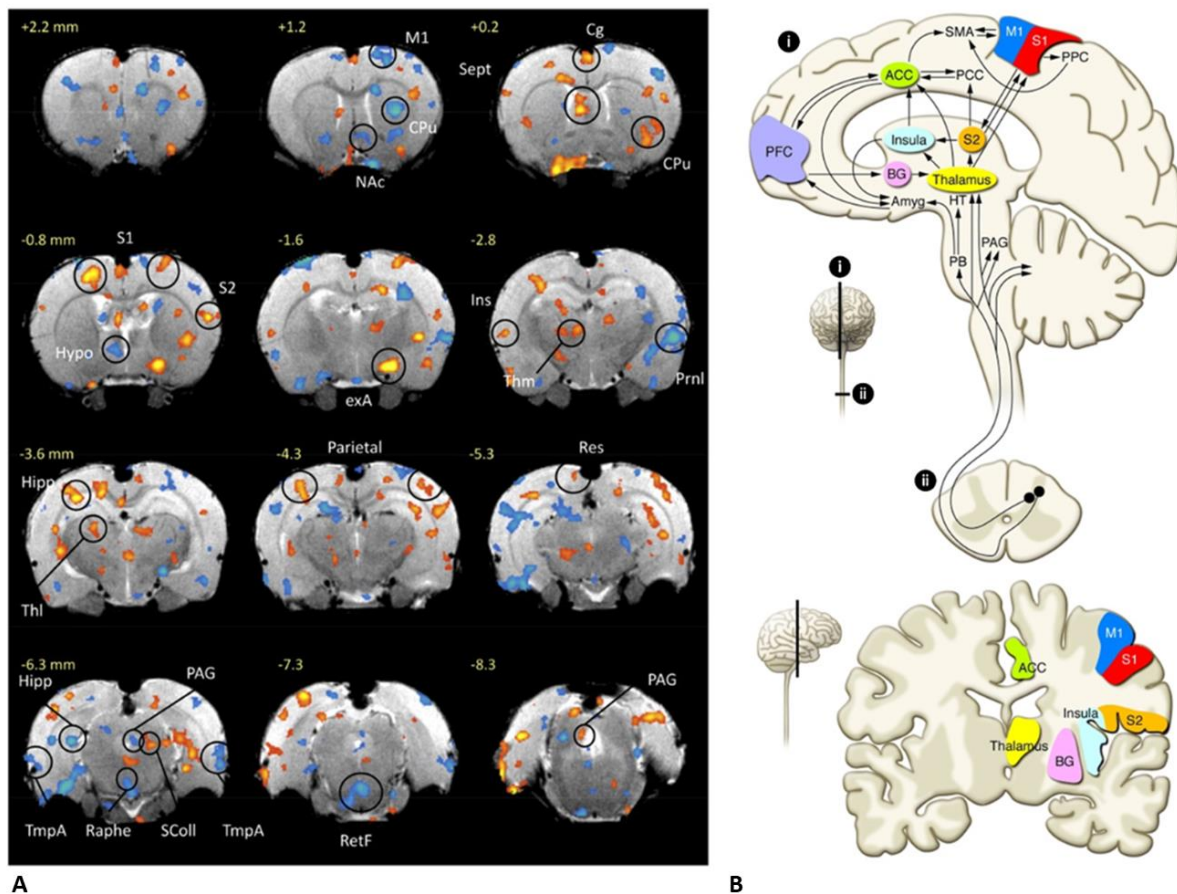 +2.2 mm
+1.2
M1
CPu
NAc
+0.2
Cg
Sept
CPu
-0.8 mm
S1
S2
Hypo
-1.6
exA
-2.8
Ins
Thm
Prnl
-3.6 mm
Hipp
Thl
-4.3
Parietal
-5.3
Res
-6.3 mm
Hipp
PAG
TmpA
Raphe
SColl
TmpA
-7.3
RetF
-8.3
PAG
A
i
SMA
M1
S1
PPC
ACC
PCC
PFC
Insula
S2
BG
Thalamus
Amyg
HT
PB
PAG
i
ii
ii
M1
S1
ACC
Insula
S2
Thalamus
BG
B